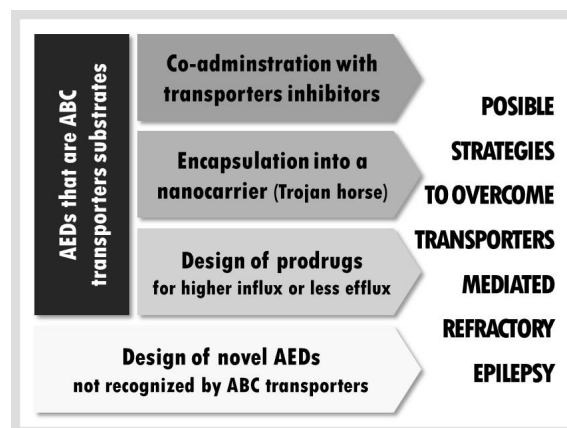 AEDs that are ABC
transporters substrates
Co-adminstration with
transporters inhibitors
Encapsulation into a
nanocarrier (Trojan horse)
Design of prodrugs
for higher influx or less efflux
Design of novel AEDs
not recognized by ABC transporters
POSIBLE
STRATEGIES
TO OVERCOME
TRANSPORTERS
MEDIATED
REFRACTORY
EPILEPSY